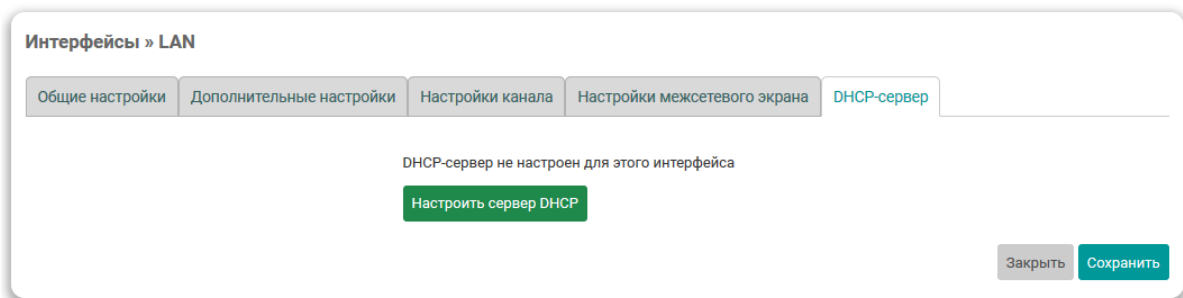 Интерфейсы » LAN
Общие настройки Дополнительные настройки Настройки канала Настройки межсетевого экрана DHCP-сервер
DHCP-сервер не настроен для этого интерфейса
Настроить сервер DHCP
Закрыть Сохранить